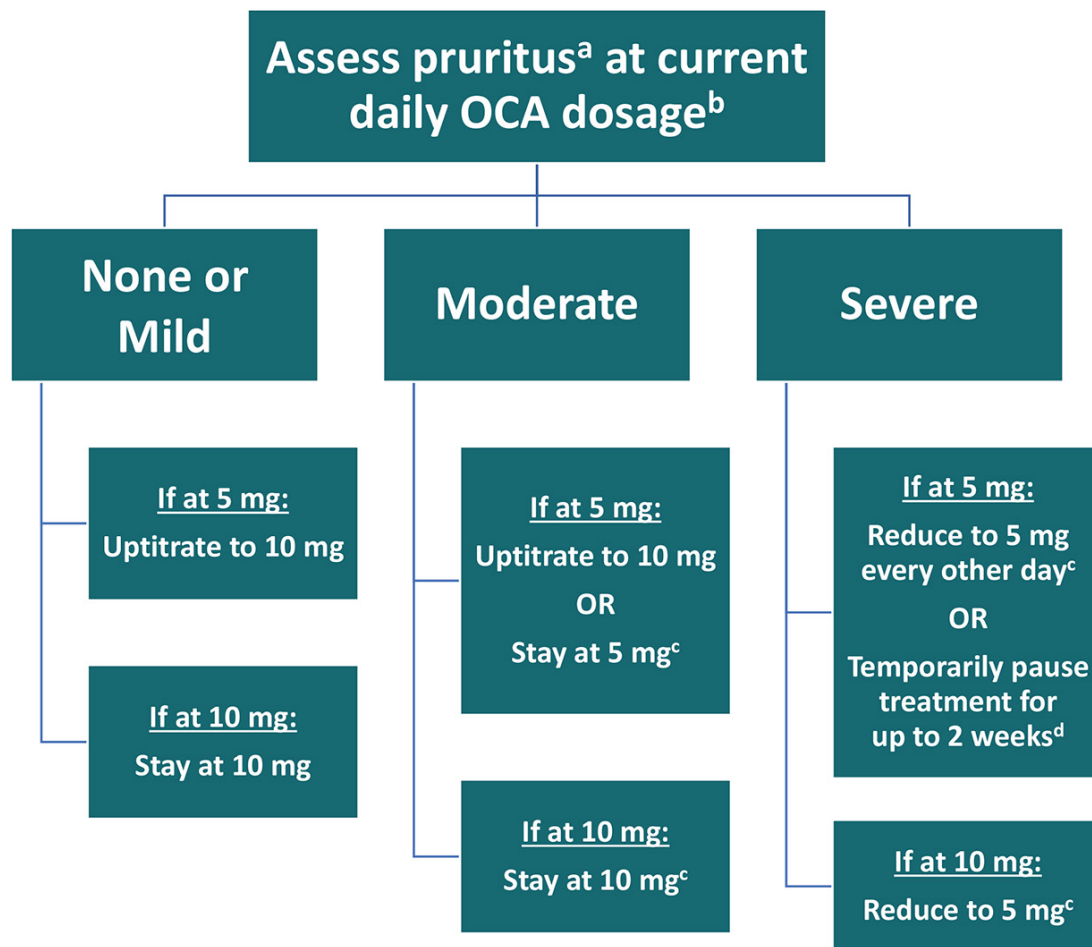 Assess pruritusᵃ at current
daily OCA dosageᵇ
None or
Mild
If at 5 mg:
Uptitrate to 10 mg
If at 10 mg:
Stay at 10 mg
Moderate
If at 5 mg:
Uptitrate to 10 mg
OR
Stay at 5 mgᶜ
If at 10 mg:
Stay at 10 mgᶜ
Severe
If at 5 mg:
Reduce to 5 mg
every other dayᶜ
OR
Temporarily pause
treatment for
up to 2 weeksᵈ
If at 10 mg:
Reduce to 5 mgᶜ